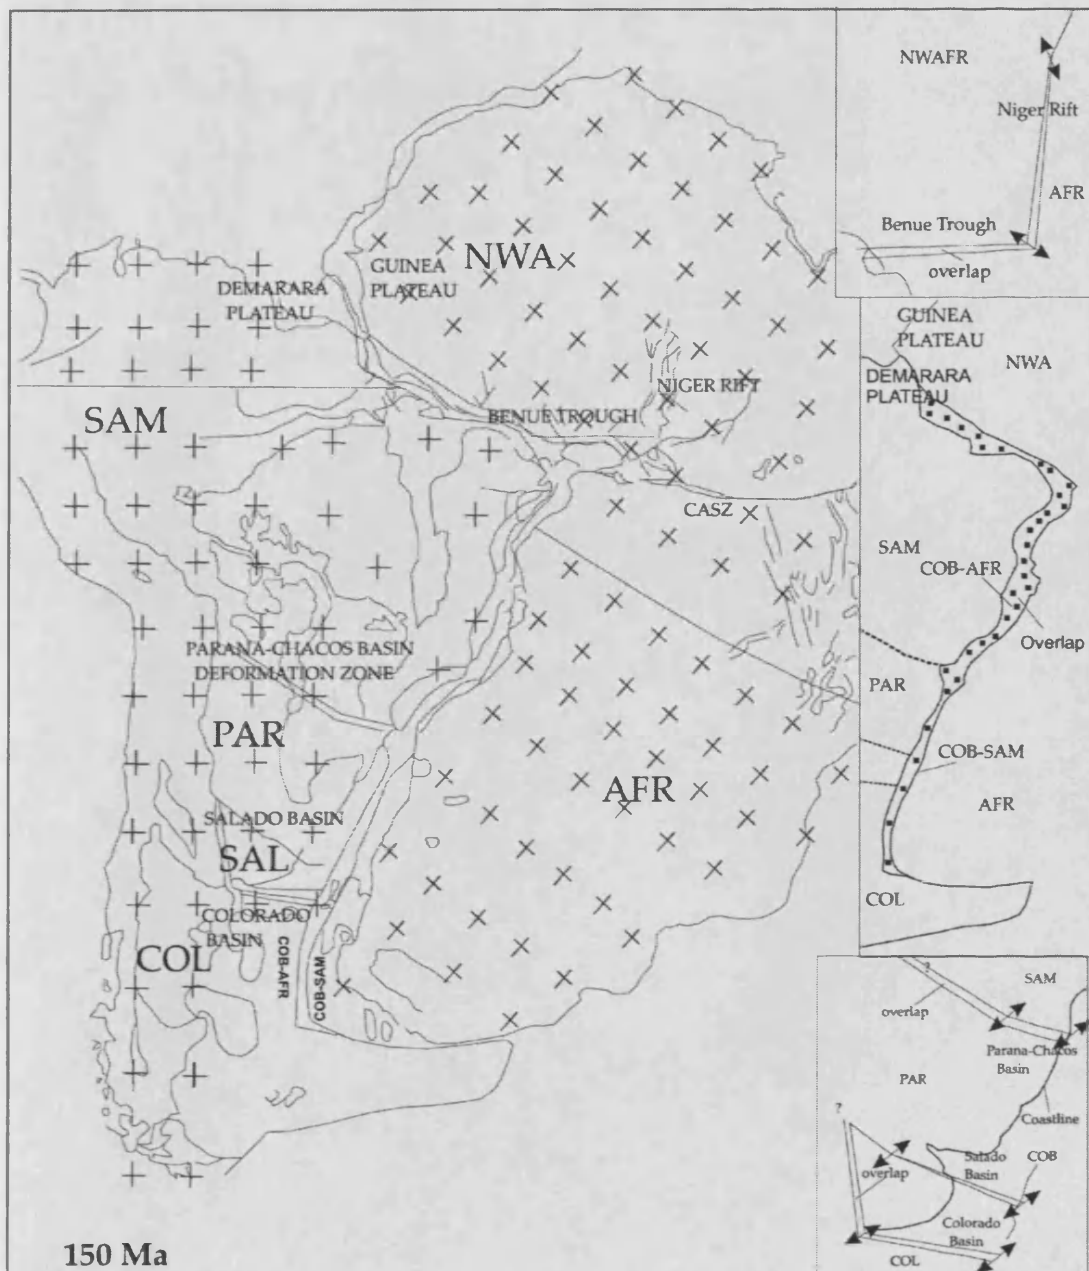 NWA
GUINEA
PLATEAU
DEMARARA
PLATEAU
NIGER RIFT
SAM
BENUE TROUGH
CASZ
PARANA-CHACOS BASIN
DEFORMATION ZONE
PAR
AFR
SALADO BASIN
SAL
COLORADO
BASIN
COL
COB-AFR
COB-SAM
150 Ma
NWAFR
Niger Rift
AFR
Benue Trough
overlap
GUINEA
PLATEAU
NWA
DEMARARA
PLATEAU
SAM
COB-AFR
Overlap
PAR
COB-SAM
AFR
COL
?
SAM
overlap
Parana-Chacos
Basin
PAR
Coastline
?
Salado
Basin
COB
overlap
Colorado
Basin
COL